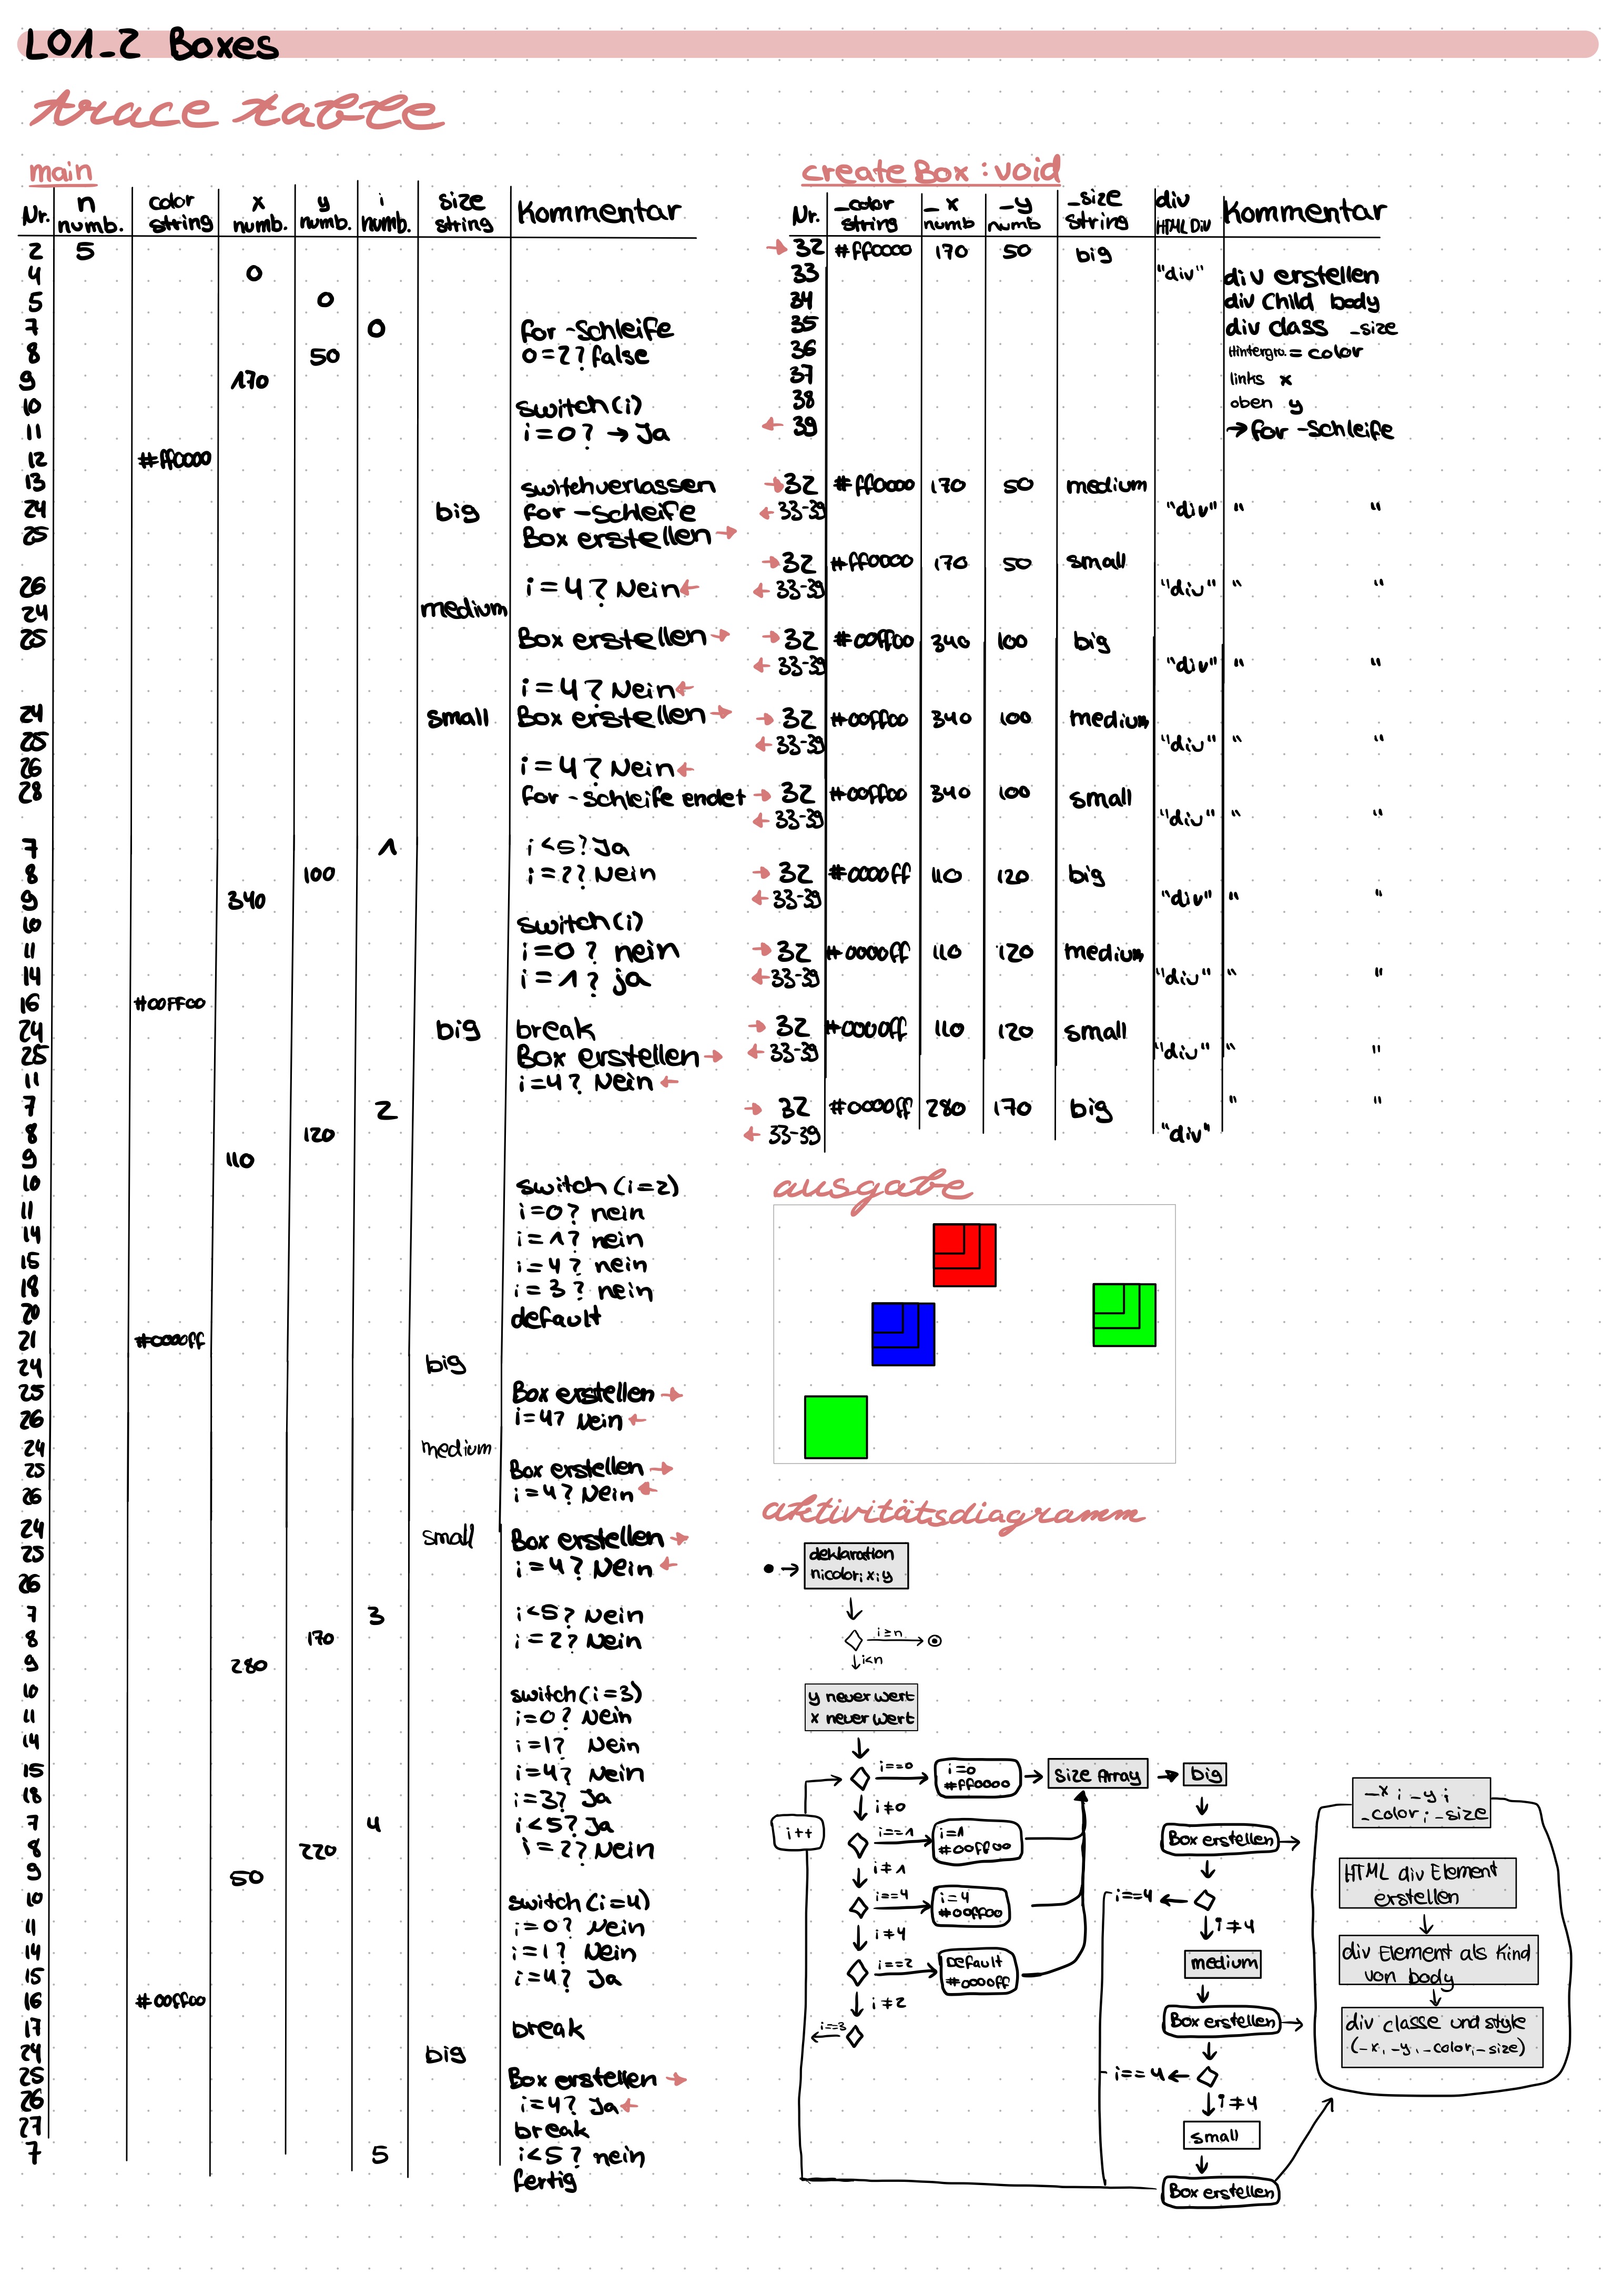 L01_2 Boxes
trace table
main
Nr. n numb. color string x numb. y numb. i numb. size string Kommentar
2 5
4 0
5 0
7 0 for-Schleife
8 50 0=2? false
9 170
10 switch(i)
11 i=0? → Ja
12 #ff0000
13 switch verlassen
24 big for-Schleife
25 Box erstellen →
26 i=4? Nein ←
24 medium
25 Box erstellen →
i=4? Nein ←
24 small Box erstellen →
25
26 i=4? Nein ←
28 for-Schleife endet
7 1 i<5? Ja
8 100 i=2? Nein
9 340
10 switch(i)
11 i=0? nein
14 i=1? ja
16 #00FF00
24 big break
25 Box erstellen →
11 i=4? Nein ←
7 2
8 120
9 110
10 switch (i=2)
11 i=0? nein
14 i=1? nein
15 i=4? nein
18 i=3? nein
20 default
21 #0000ff
24 big
25 Box erstellen →
26 i=4? Nein ←
24 medium
25 Box erstellen →
26 i=4? Nein ←
24 small Box erstellen →
25 i=4? Nein ←
26
7 3 i<5? Nein
8 170 i=2? Nein
9 280
10 switch(i=3)
11 i=0? Nein
14 i=1? Nein
15 i=4? Nein
18 i=3? Ja
7 4 i<5? Ja
8 220 i=2? Nein
9 50
10 switch(i=4)
11 i=0? Nein
14 i=1? Nein
15 i=4? Ja
16 #00ff00
17 break
24 big
25 Box erstellen →
26 i=4? Ja ←
27 break
7 5 i<5? nein
fertig
createBox: void
Nr. _color string _x numb _y numb _size string div HTML Div Kommentar
→ 32 #ff0000 170 50 big
33 "div" div erstellen
34 div Child body
35 div class _size
36 Hintergru. = color
37 links x
38 oben y
← 39 → for-Schleife
→ 32 #ff0000 170 50 medium
← 33-39 "div" " "
→ 32 #ff0000 170 50 small
← 33-39 "div" " "
→ 32 #00ff00 340 100 big
← 33-39 "div" " "
→ 32 #00ff00 340 100 medium
← 33-39 "div" " "
→ 32 #00ff00 340 100 small
← 33-39 "div" " "
→ 32 #0000ff 110 120 big
← 33-39 "div" " "
→ 32 #0000ff 110 120 medium
← 33-39 "div" " "
→ 32 #0000ff 110 120 small
← 33-39 "div" " "
→ 32 #0000ff 280 170 big " "
← 33-39 "div"
ausgabe
aktivitätsdiagramm
deklaration
n;color;x;y
i≥n
i<n
y neuer Wert
x neuer Wert
i==0
i=0
#ff0000
Size Array
big
i≠0
i++
i==1
i=1
#00ff00
Box erstellen
i≠1
i==4
i=4
#00ff00
i==4
i≠4
i≠4
i==2
Default
#0000ff
medium
i≠2
i==3
Box erstellen
i==4
i≠4
small
Box erstellen
_x ; _y ;
_color ; _size
HTML div Element
erstellen
div Element als Kind
von body
div classe und style
(_x, _y, _color, _size)